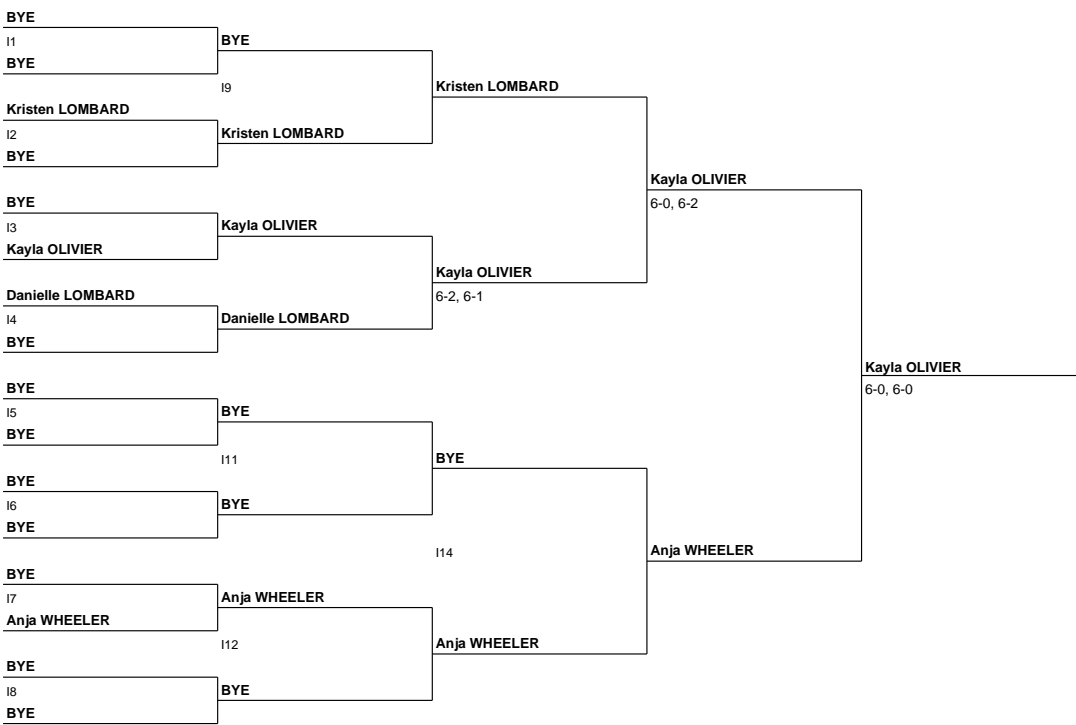 BYE
I1
BYE
Kristen LOMBARD
I2
BYE
BYE
I3
Kayla OLIVIER
Danielle LOMBARD
I4
BYE
BYE
I5
BYE
BYE
I6
BYE
BYE
I7
Anja WHEELER
BYE
I8
BYE
BYE
I9
Kristen LOMBARD
Kayla OLIVIER
Danielle LOMBARD
BYE
I11
BYE
Anja WHEELER
I12
BYE
Kristen LOMBARD
Kayla OLIVIER
6-2, 6-1
BYE
I14
Anja WHEELER
Kayla OLIVIER
6-0, 6-2
Anja WHEELER
Kayla OLIVIER
6-0, 6-0